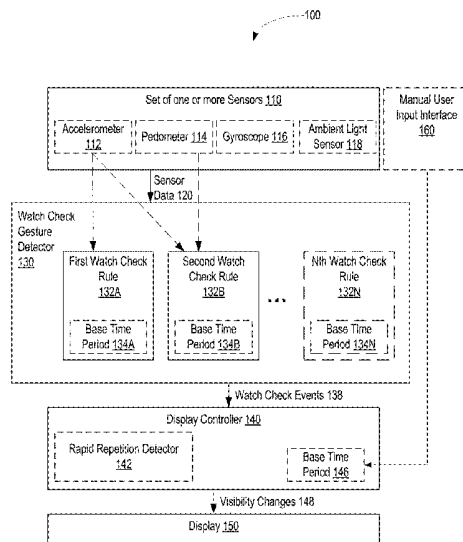 100
Set of one or more Sensors 110
Accelerometer
112
Pedometer 114
Gyroscope 116
Ambient Light
Sensor 118
Manual User
Input Interface
160
Sensor
Data 120
Watch Check
Gesture
Detector
130
First Watch Check
Rule
132A
Base Time
Period 134A
Second Watch
Check Rule
132B
Base Time
Period 134B
...
Nth Watch Check
Rule
132N
Base Time
Period 134N
Watch Check Events 138
Display Controller 140
Rapid Repetition Detector
142
Base Time
Period 146
Visibility Changes 148
Display 150